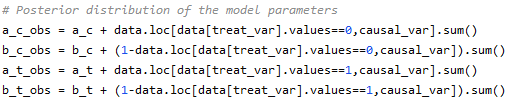 # Posterior distribution of the model parameters
a_c_obs = a_c + data.loc[data[treat_var].values==0,causal_var].sum()
b_c_obs = b_c + (1-data.loc[data[treat_var].values==0,causal_var]).sum()
a_t_obs = a_t + data.loc[data[treat_var].values==1,causal_var].sum()
b_t_obs = b_t + (1-data.loc[data[treat_var].values==1,causal_var]).sum()